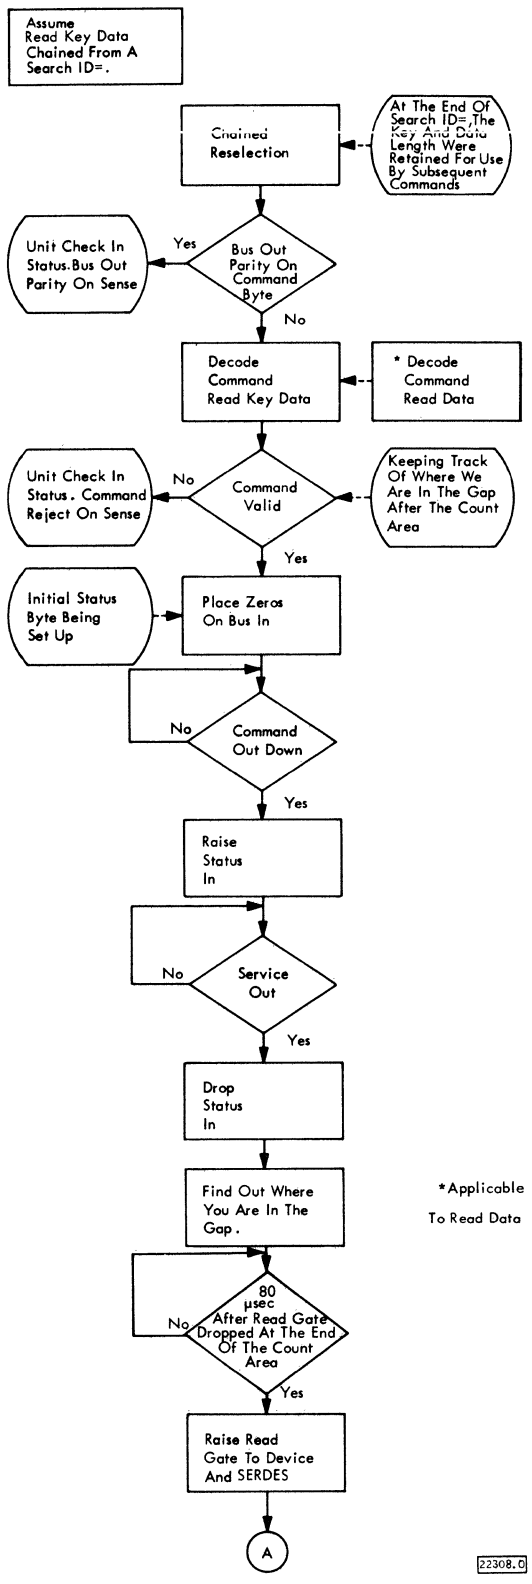 Assume
Read Key Data
Chained From A
Search ID=.
Chained
Reselection
At The End Of
Search ID=,The
Key And Data
Length Were
Retained For Use
By Subsequent
Commands
Unit Check In
Status.Bus Out
Parity On Sense
Yes
Bus Out
Parity On
Command
Byte
No
Decode
Command
Read Key Data
* Decode
Command
Read Data
Unit Check In
Status. Command
Reject On Sense
No
Command
Valid
Keeping Track
Of Where We
Are In The Gap
After The Count
Area
Yes
Initial Status
Byte Being
Set Up
Place Zeros
On Bus In
No
Command
Out Down
Yes
Raise
Status
In
No
Service
Out
Yes
Drop
Status
In
Find Out Where
You Are In The
Gap.
*Applicable
To Read Data
No
80
µsec
After Read Gate
Dropped At The End
Of The Count
Area
Yes
Raise Read
Gate To Device
And SERDES
A
22308.0